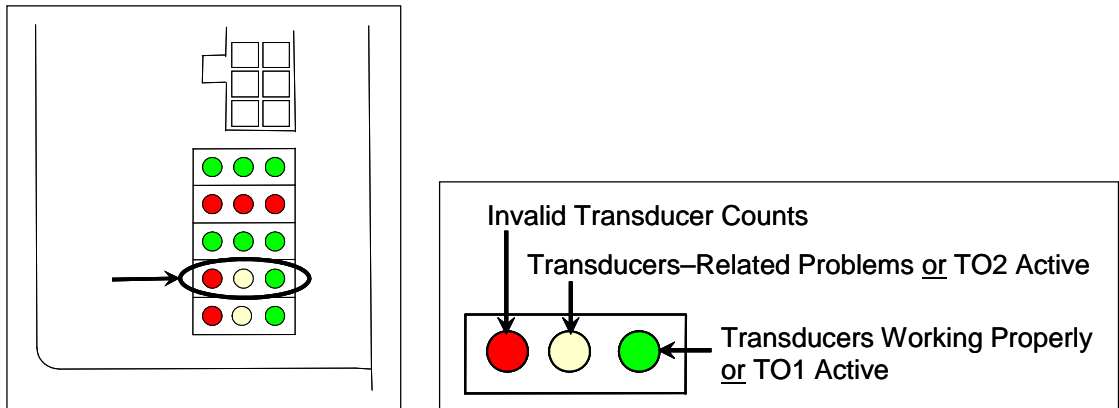 Invalid Transducer Counts
Transducers–Related Problems or TO2 Active
Transducers Working Properly
or TO1 Active